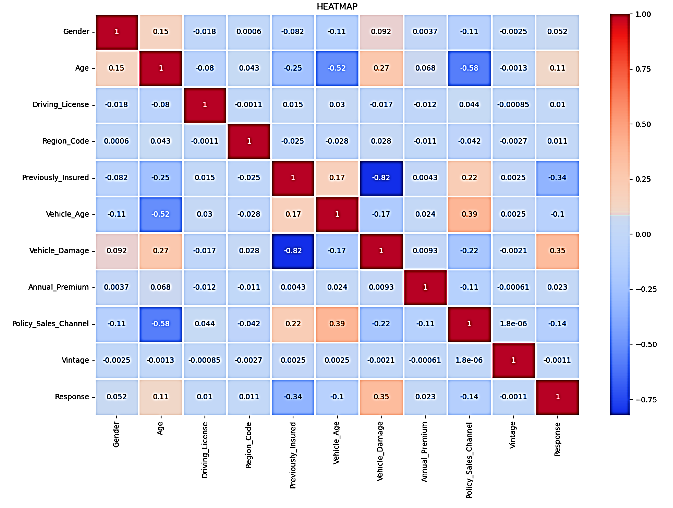 HEATMAP
Gender 1 0.15 -0.018 0.0006 -0.082 -0.11 0.092 0.0037 -0.11 -0.0025 0.052
Age 0.15 1 -0.08 0.043 -0.25 -0.52 0.27 0.068 -0.58 -0.0013 0.11
Driving_License -0.018 -0.08 1 -0.0011 0.015 0.03 -0.017 -0.012 0.044 -0.00085 0.01
Region_Code 0.0006 0.043 -0.0011 1 -0.025 -0.028 0.028 -0.011 -0.042 -0.0027 0.011
Previously_Insured -0.082 -0.25 0.015 -0.025 1 0.17 -0.82 0.0043 0.22 0.0025 -0.34
Vehicle_Age -0.11 -0.52 0.03 -0.028 0.17 1 -0.17 0.024 0.39 0.0025 -0.1
Vehicle_Damage 0.092 0.27 -0.017 0.028 -0.82 -0.17 1 0.0093 -0.22 -0.0021 0.35
Annual_Premium 0.0037 0.068 -0.012 -0.011 0.0043 0.024 0.0093 1 -0.11 -0.00061 0.023
Policy_Sales_Channel -0.11 -0.58 0.044 -0.042 0.22 0.39 -0.22 -0.11 1 1.8e-06 -0.14
Vintage -0.0025 -0.0013 -0.00085 -0.0027 0.0025 0.0025 -0.0021 -0.00061 1.8e-06 1 -0.0011
Response 0.052 0.11 0.01 0.011 -0.34 -0.1 0.35 0.023 -0.14 -0.0011 1
Gender
Age
Driving_License
Region_Code
Previously_Insured
Vehicle_Age
Vehicle_Damage
Annual_Premium
Policy_Sales_Channel
Vintage
Response
1.00
0.75
0.50
0.25
0.00
−0.25
−0.50
−0.75